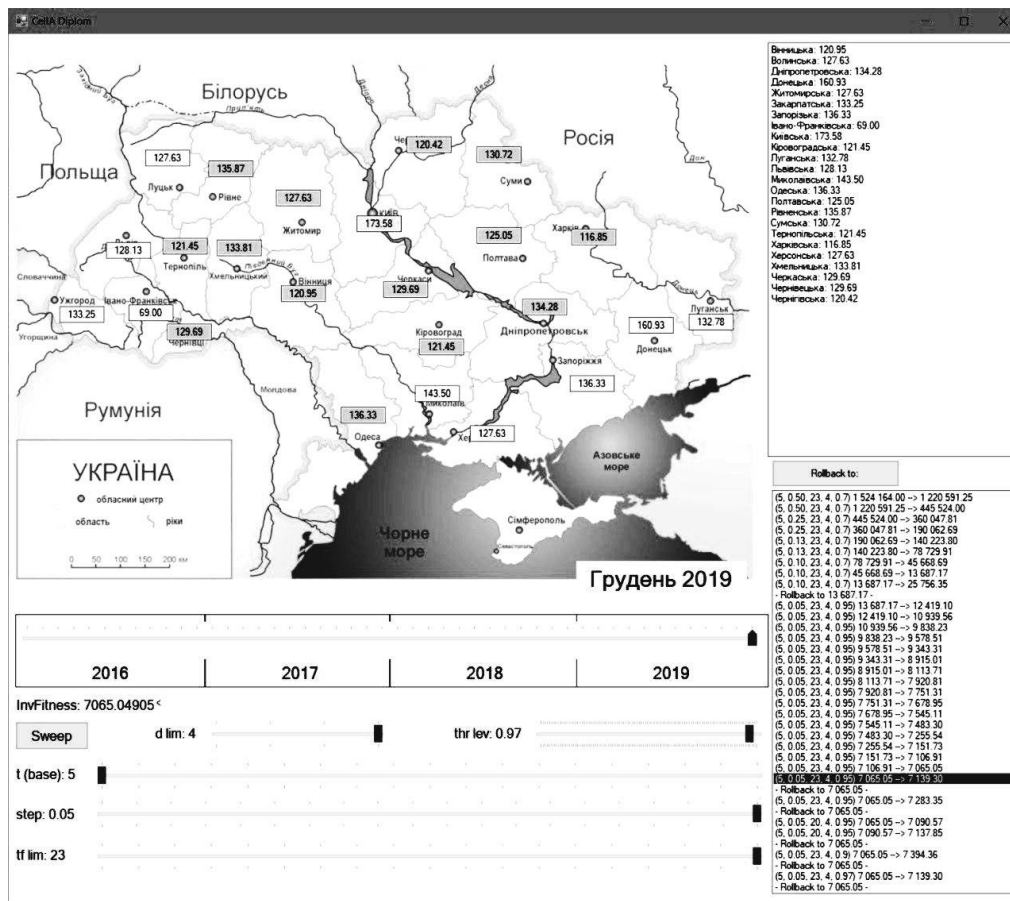 CellA Diplom
Білорусь
Росія
Польща
Словаччина
Угорщина
Румунія
Молдова
Західний Буг
Прип'ять
Дніпро
Десна
Дон
Донець
Південний Буг
127.63
Луцьк
135.87
Рівне
127.63
Житомир
120.42
130.72
Суми
КИЇВ
173.58
125.05
Полтава
Харків
116.85
Львів
128.13
121.45
Тернопіль
133.81
Хмельницький
Вінниця
120.95
Черкаси
129.69
Ужгород
133.25
Івано-Франківськ
69.00
129.69
Чернівці
Кіровоград
121.45
134.28
Дніпропетровськ
160.93
Донецьк
Луганськ
132.78
Запоріжжя
136.33
143.50
Миколаїв
136.33
Одеса
127.63
Азовське
море
Сімферополь
Севастополь
Чорне
море
УКРАЇНА
обласний центр
область
ріки
0 50 100 150 200 км
Грудень 2019
2016 2017 2018 2019
InvFitness: 7065.04905 <
Sweep
d lim: 4
thr lev: 0.97
t (base): 5
step: 0.05
tf lim: 23
Вінницька: 120.95
Волинська: 127.63
Дніпропетровська: 134.28
Донецька: 160.93
Житомирська: 127.63
Закарпатська: 133.25
Запорізька: 136.33
Івано-Франківська: 69.00
Київська: 173.58
Кіровоградська: 121.45
Луганська: 132.78
Львівська: 128.13
Миколаївська: 143.50
Одеська: 136.33
Полтавська: 125.05
Рівненська: 135.87
Сумська: 130.72
Тернопільська: 121.45
Харківська: 116.85
Херсонська: 127.63
Хмельницька: 133.81
Черкаська: 129.69
Чернівецька: 129.69
Чернігівська: 120.42
Rollback to:
(5, 0.50, 23, 4, 0.7) 1 524 164.00 --> 1 220 591.25
(5, 0.50, 23, 4, 0.7) 1 220 591.25 --> 445 524.00
(5, 0.25, 23, 4, 0.7) 445 524.00 --> 360 047.81
(5, 0.25, 23, 4, 0.7) 360 047.81 --> 190 062.69
(5, 0.13, 23, 4, 0.7) 190 062.69 --> 140 223.80
(5, 0.13, 23, 4, 0.7) 140 223.80 --> 78 729.91
(5, 0.10, 23, 4, 0.7) 78 729.91 --> 45 668.69
(5, 0.10, 23, 4, 0.7) 45 668.69 --> 13 687.17
(5, 0.10, 23, 4, 0.7) 13 687.17 --> 25 756.35
- Rollback to 13 687.17 -
(5, 0.05, 23, 4, 0.95) 13 687.17 --> 12 419.10
(5, 0.05, 23, 4, 0.95) 12 419.10 --> 10 939.56
(5, 0.05, 23, 4, 0.95) 10 939.56 --> 9 838.23
(5, 0.05, 23, 4, 0.95) 9 838.23 --> 9 578.51
(5, 0.05, 23, 4, 0.95) 9 578.51 --> 9 343.31
(5, 0.05, 23, 4, 0.95) 9 343.31 --> 8 915.01
(5, 0.05, 23, 4, 0.95) 8 915.01 --> 8 113.71
(5, 0.05, 23, 4, 0.95) 8 113.71 --> 7 920.81
(5, 0.05, 23, 4, 0.95) 7 920.81 --> 7 751.31
(5, 0.05, 23, 4, 0.95) 7 751.31 --> 7 678.95
(5, 0.05, 23, 4, 0.95) 7 678.95 --> 7 545.11
(5, 0.05, 23, 4, 0.95) 7 545.11 --> 7 483.30
(5, 0.05, 23, 4, 0.95) 7 483.30 --> 7 255.54
(5, 0.05, 23, 4, 0.95) 7 255.54 --> 7 151.73
(5, 0.05, 23, 4, 0.95) 7 151.73 --> 7 106.91
(5, 0.05, 23, 4, 0.95) 7 106.91 --> 7 065.05
(5, 0.05, 23, 4, 0.95) 7 065.05 --> 7 139.30
- Rollback to 7 065.05 -
(5, 0.05, 23, 4, 0.95) 7 065.05 --> 7 283.35
- Rollback to 7 065.05 -
(5, 0.05, 20, 4, 0.95) 7 065.05 --> 7 090.57
(5, 0.05, 20, 4, 0.95) 7 090.57 --> 7 137.85
- Rollback to 7 065.05 -
(5, 0.05, 23, 4, 0.9) 7 065.05 --> 7 394.36
- Rollback to 7 065.05 -
(5, 0.05, 23, 4, 0.97) 7 065.05 --> 7 139.30
- Rollback to 7 065.05 -